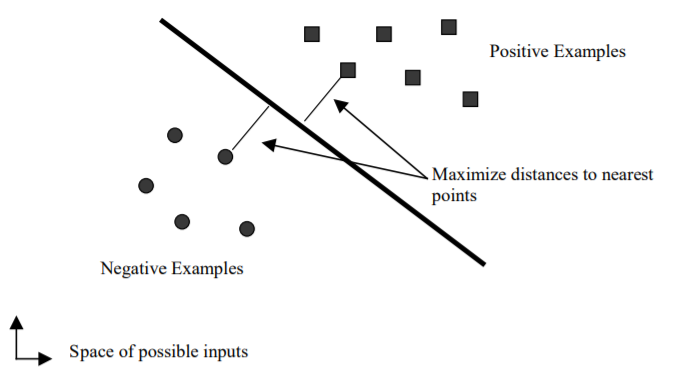 Positive Examples
Maximize distances to nearest
points
Negative Examples
Space of possible inputs